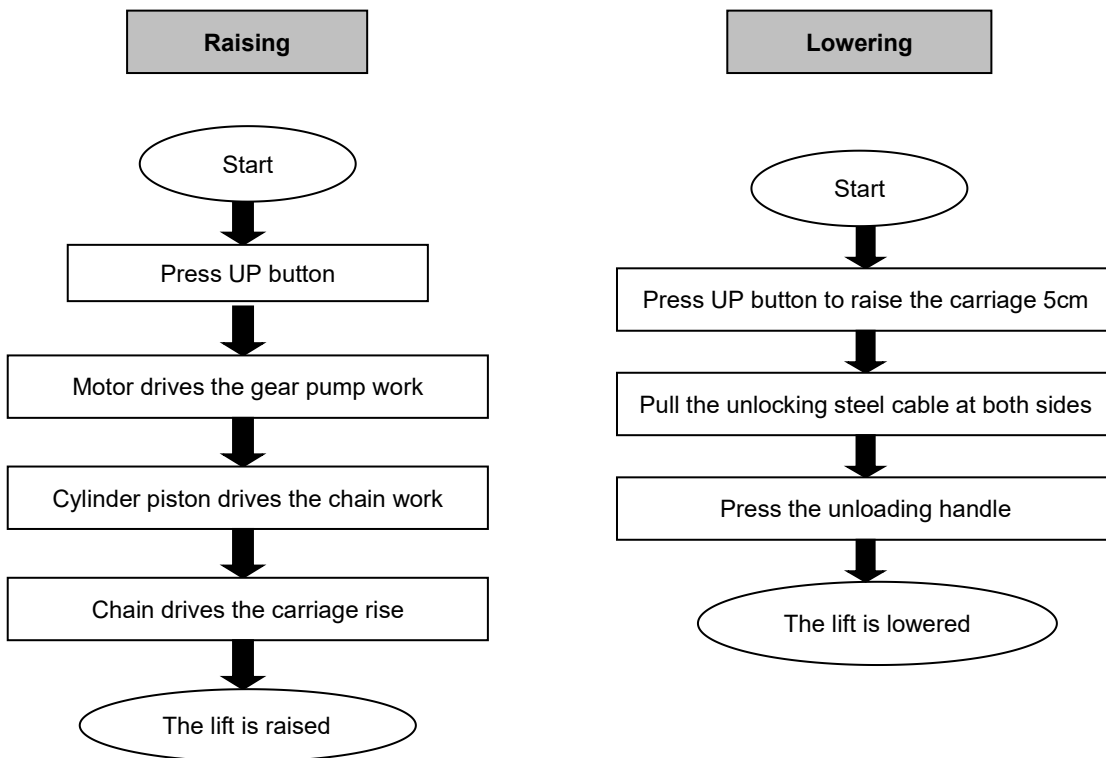 Raising
Start
Press UP button
Motor drives the gear pump work
Cylinder piston drives the chain work
Chain drives the carriage rise
The lift is raised
Lowering
Start
Press UP button to raise the carriage 5cm
Pull the unlocking steel cable at both sides
Press the unloading handle
The lift is lowered